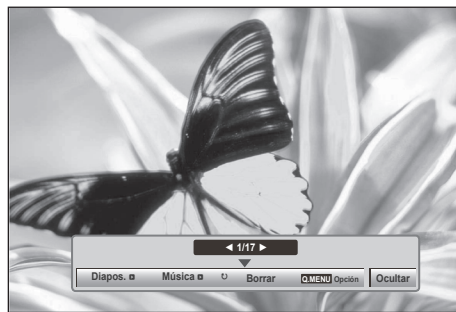 ◀ 1/17 ▶
Diapos. Música ↻ Borrar Q.MENU Opción Ocultar